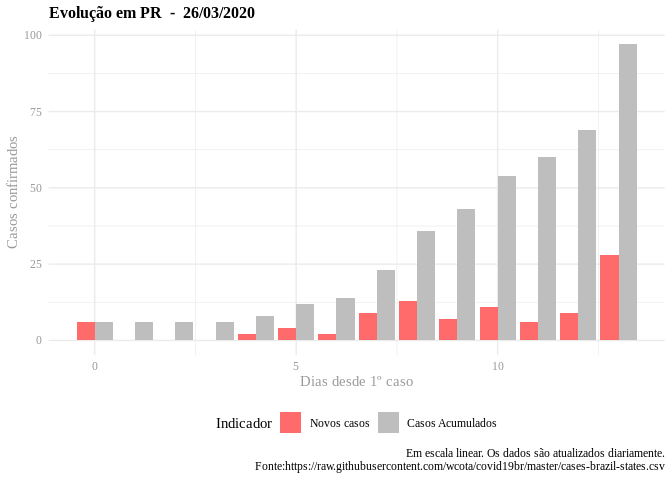 Evolução em PR  -  26/03/2020
100
75
50
25
0
Casos confirmados
0
5
10
Dias desde 1º caso
Indicador
Novos casos
Casos Acumulados
Em escala linear. Os dados são atualizados diariamente.
Fonte:https://raw.githubusercontent.com/wcota/covid19br/master/cases-brazil-states.csv